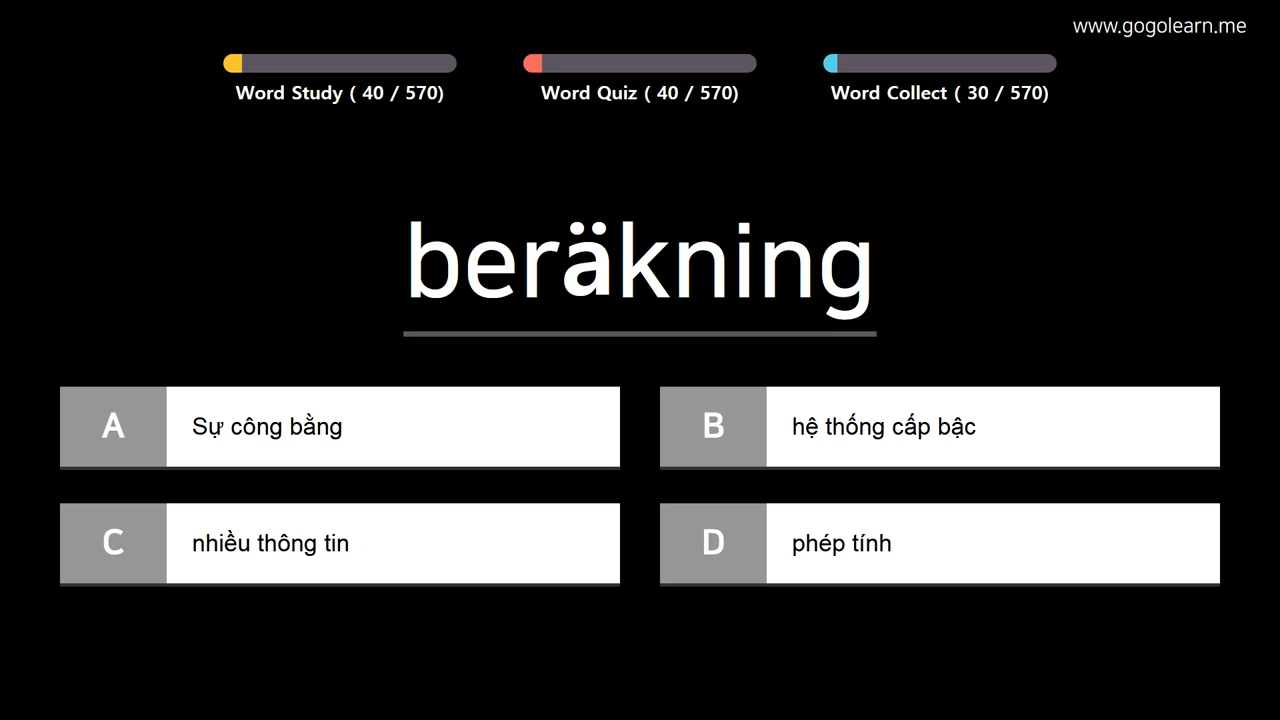 www.gogolearn.me
Word Study ( 40 / 570)
Word Quiz ( 40 / 570)
Word Collect ( 30 / 570)
beräkning
A
Sự công bằng
B
hệ thống cấp bậc
C
nhiều thông tin
D
phép tính